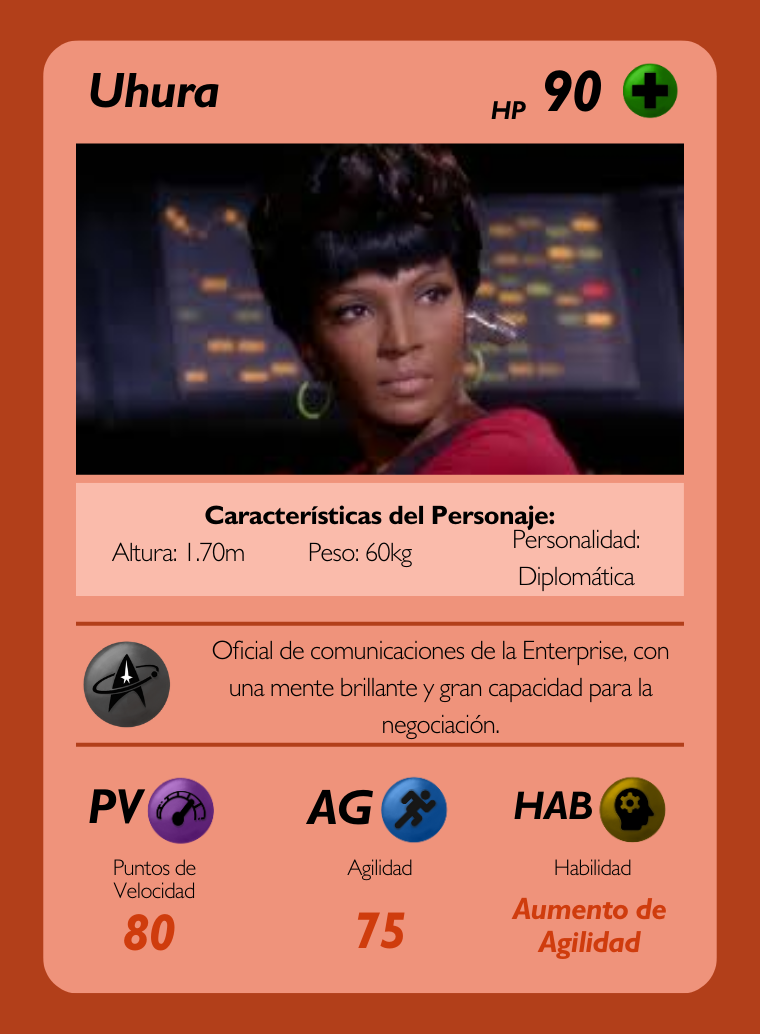 Uhura HP 90
Características del Personaje:
Altura: 1.70m Peso: 60kg Personalidad:
Diplomática
Oficial de comunicaciones de la Enterprise, con
una mente brillante y gran capacidad para la
negociación.
PV AG HAB
Puntos de Agilidad Habilidad
Velocidad
80 75 Aumento de
Agilidad